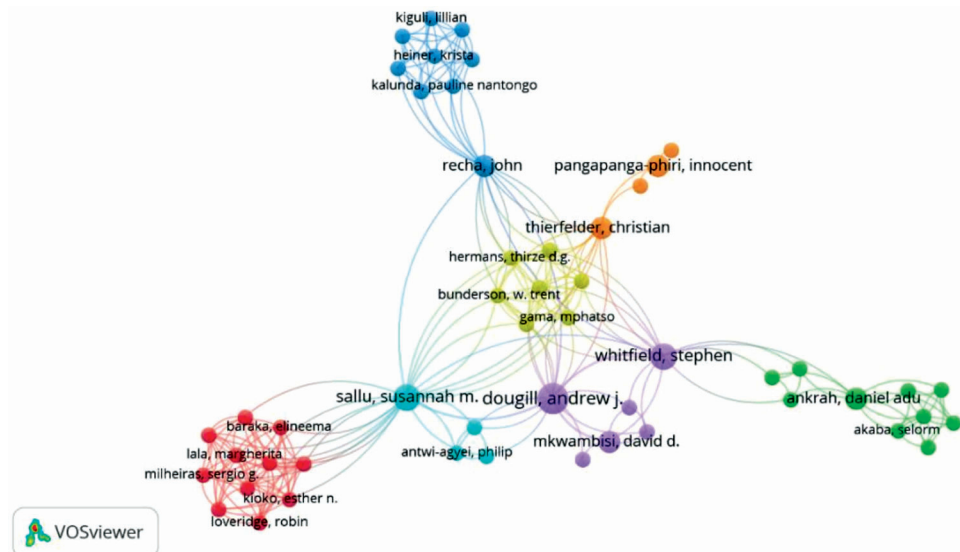 kiguli, lillian
heiner, krista
kalunda, pauline nantongo
recha, john
pangapanga-phiri, innocent
thierfelder, christian
hermans, thirze d.g.
bunderson, w. trent
gama, mphatso
whitfield, stephen
sallu, susannah m.
dougill, andrew j.
ankrah, daniel adu
akaba, selorm
baraka, elineema
mkwambisi, david d.
antwi-agyei, philip
lala, margherita
milheiras, sergio g.
kioko, esther n.
loveridge, robin
VOSviewer